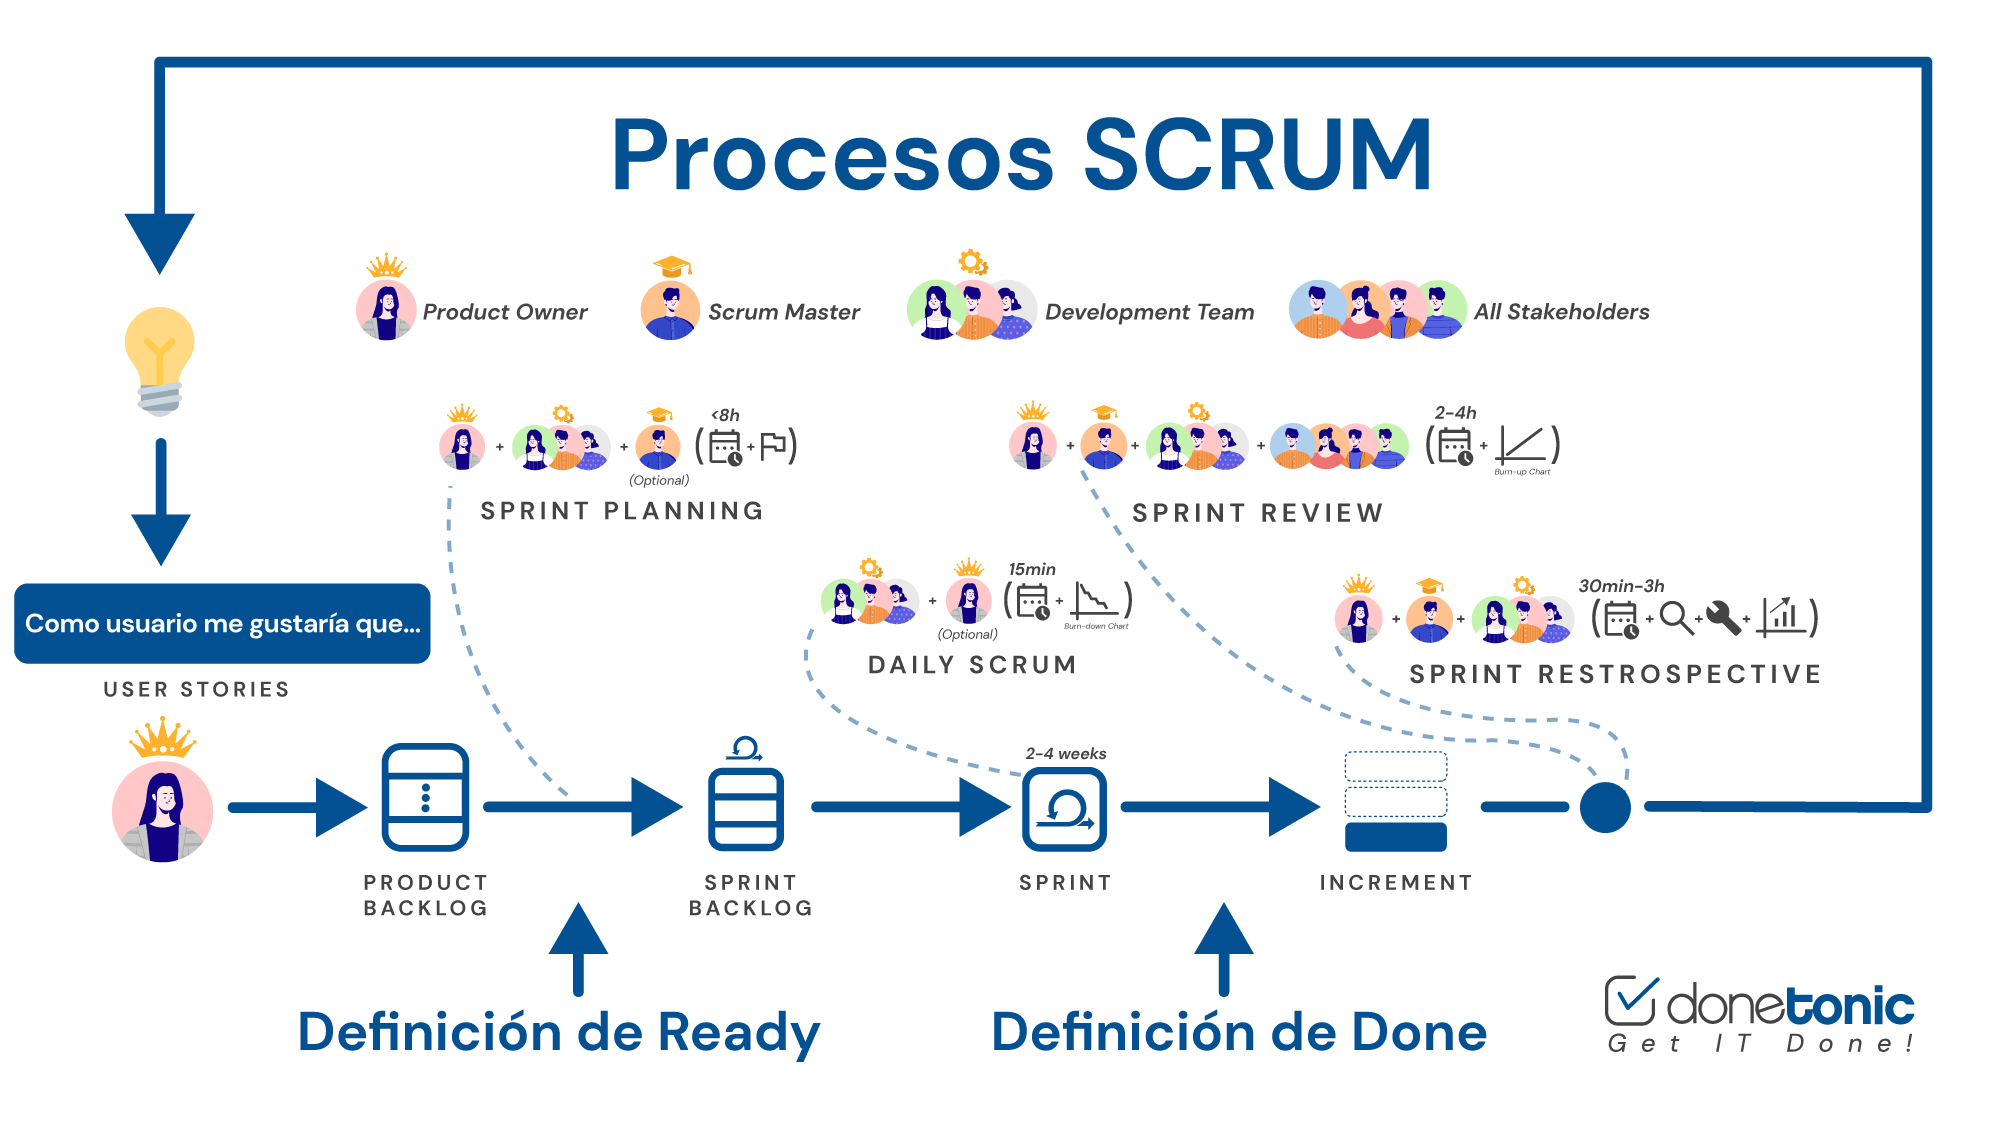 Procesos SCRUM
Product Owner
Scrum Master
Development Team
All Stakeholders
<8h
+
+
(
+
)
(Optional)
SPRINT PLANNING
2-4h
+
+
+
(
+
)
Burn-up Chart
SPRINT REVIEW
15min
+
(
+
)
(Optional)
Burn-down Chart
DAILY SCRUM
30min-3h
+
+
(
+
+
+
)
SPRINT RESTROSPECTIVE
Como usuario me gustaría que...
USER STORIES
2-4 weeks
PRODUCT
BACKLOG
SPRINT
BACKLOG
SPRINT
INCREMENT
Definición de Ready
Definición de Done
donetonic
Get IT Done!